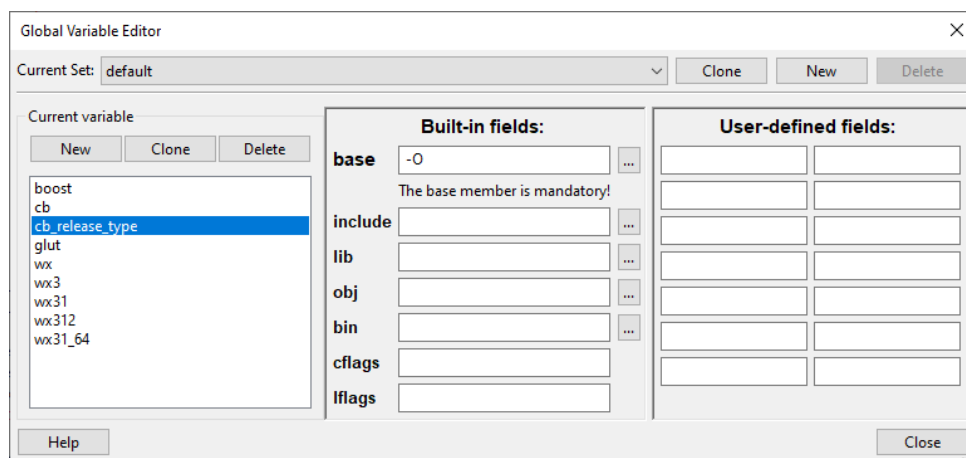 Global Variable Editor
Current Set: default Clone New Delete
Current variable
New Clone Delete
boost
cb
cb_release_type
glut
wx
wx3
wx31
wx312
wx31_64
Built-in fields:
base -O ...
The base member is mandatory!
include ...
lib ...
obj ...
bin ...
cflags
lflags
User-defined fields:
Help Close